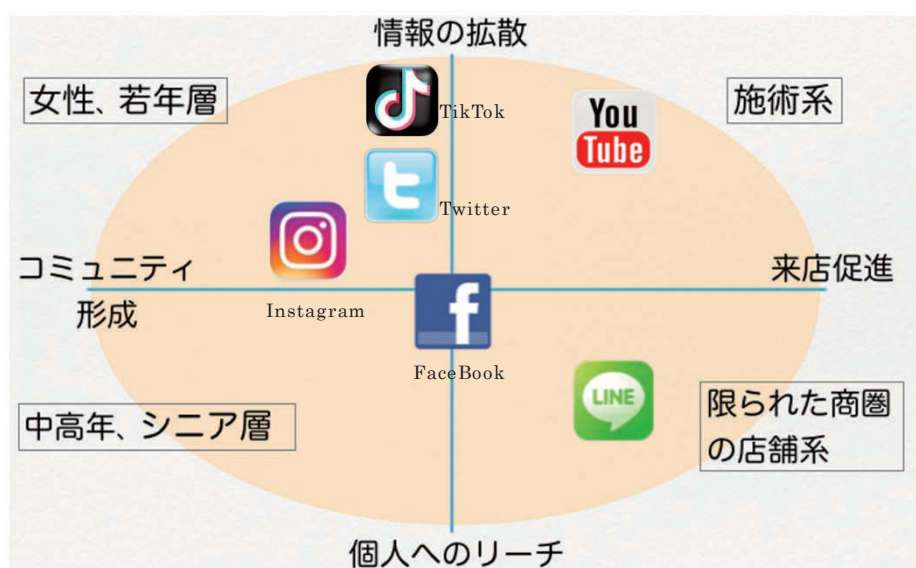 情報の拡散
女性、若年層
施術系
TikTok
You
Tube
Twitter
コミュニティ
形成
来店促進
Instagram
FaceBook
LINE
中高年、シニア層
限られた商圏
の店舗系
個人へのリーチ